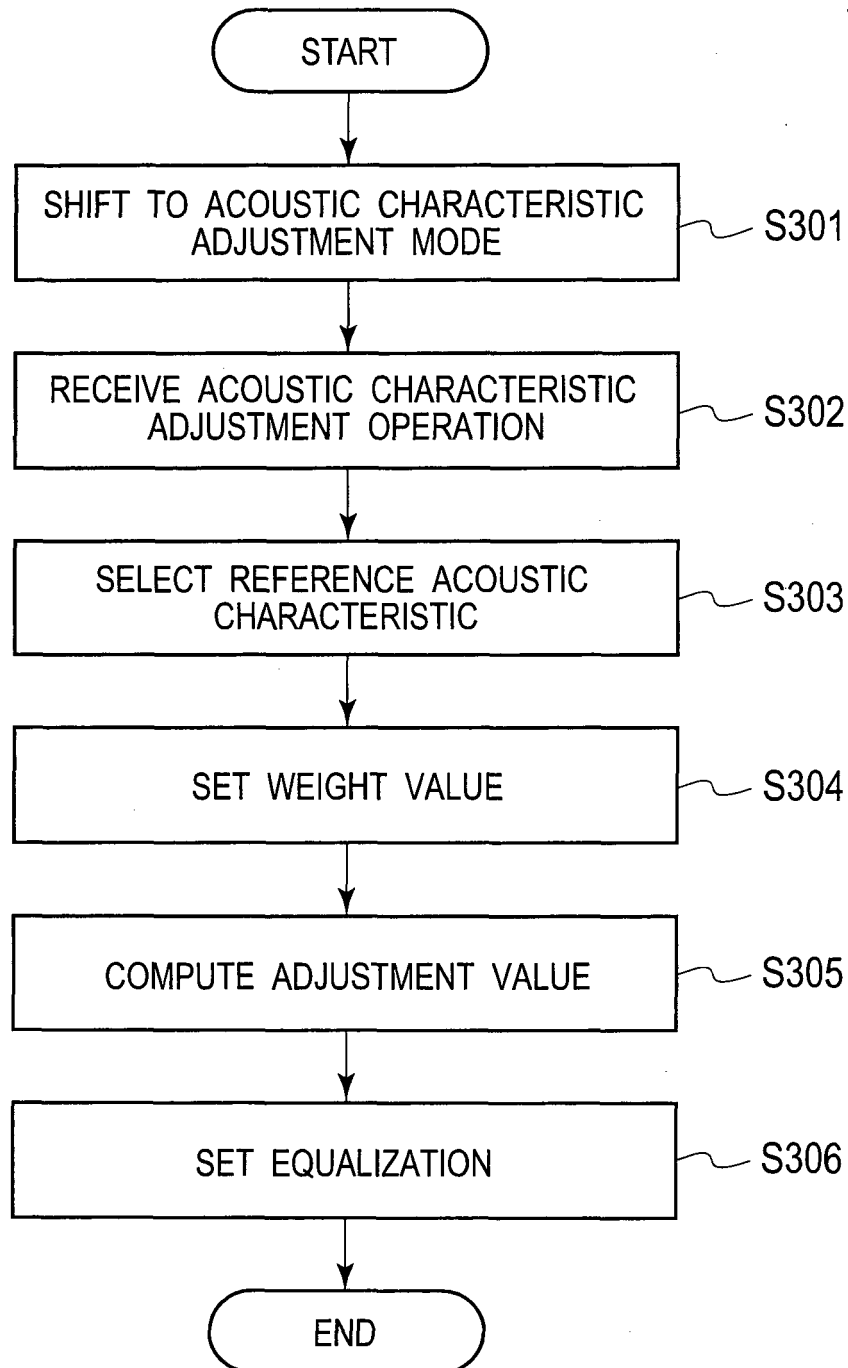 START
SHIFT TO ACOUSTIC CHARACTERISTIC
ADJUSTMENT MODE
S301
RECEIVE ACOUSTIC CHARACTERISTIC
ADJUSTMENT OPERATION
S302
SELECT REFERENCE ACOUSTIC
CHARACTERISTIC
S303
SET WEIGHT VALUE
S304
COMPUTE ADJUSTMENT VALUE
S305
SET EQUALIZATION
S306
END